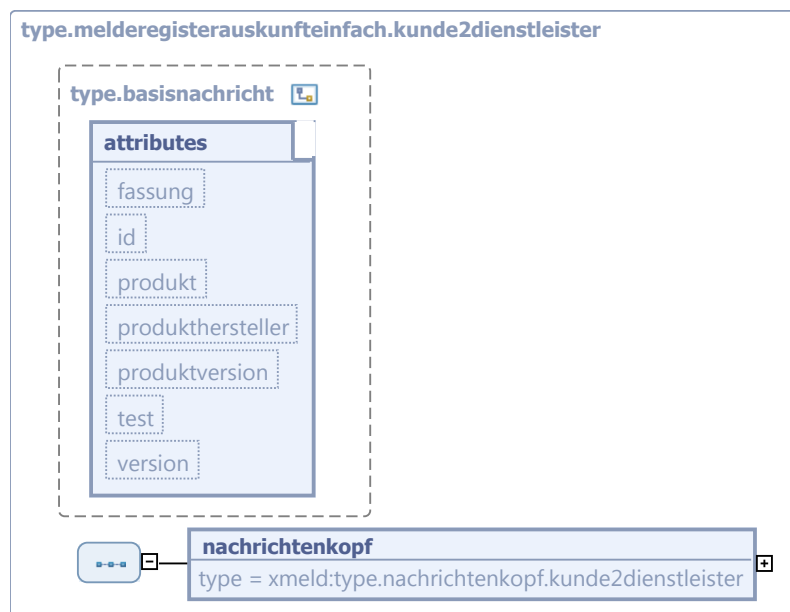 type.melderegisterauskunfteinfach.kunde2dienstleister
type.basisnachricht
attributes
fassung
id
produkt
produkthersteller
produktversion
test
version
nachrichtenkopf
type = xmeld:type.nachrichtenkopf.kunde2dienstleister